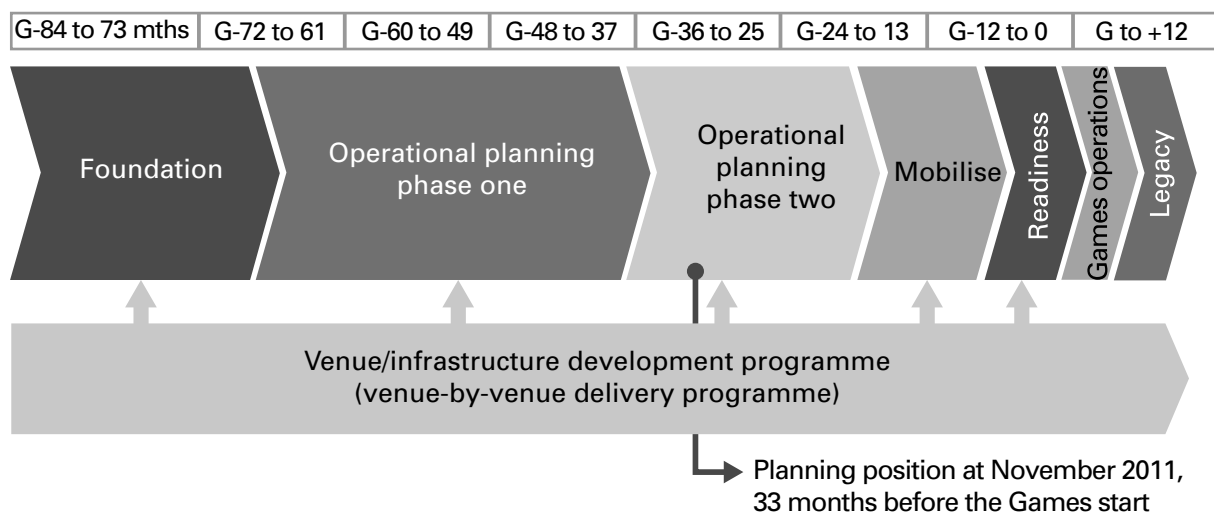 G-84 to 73 mths G-72 to 61 G-60 to 49 G-48 to 37 G-36 to 25 G-24 to 13 G-12 to 0 G to +12
Foundation
Operational planning
phase one
Operational
planning
phase two
Mobilise
Readiness
Games operations
Legacy
Venue/infrastructure development programme
(venue-by-venue delivery programme)
Planning position at November 2011,
33 months before the Games start